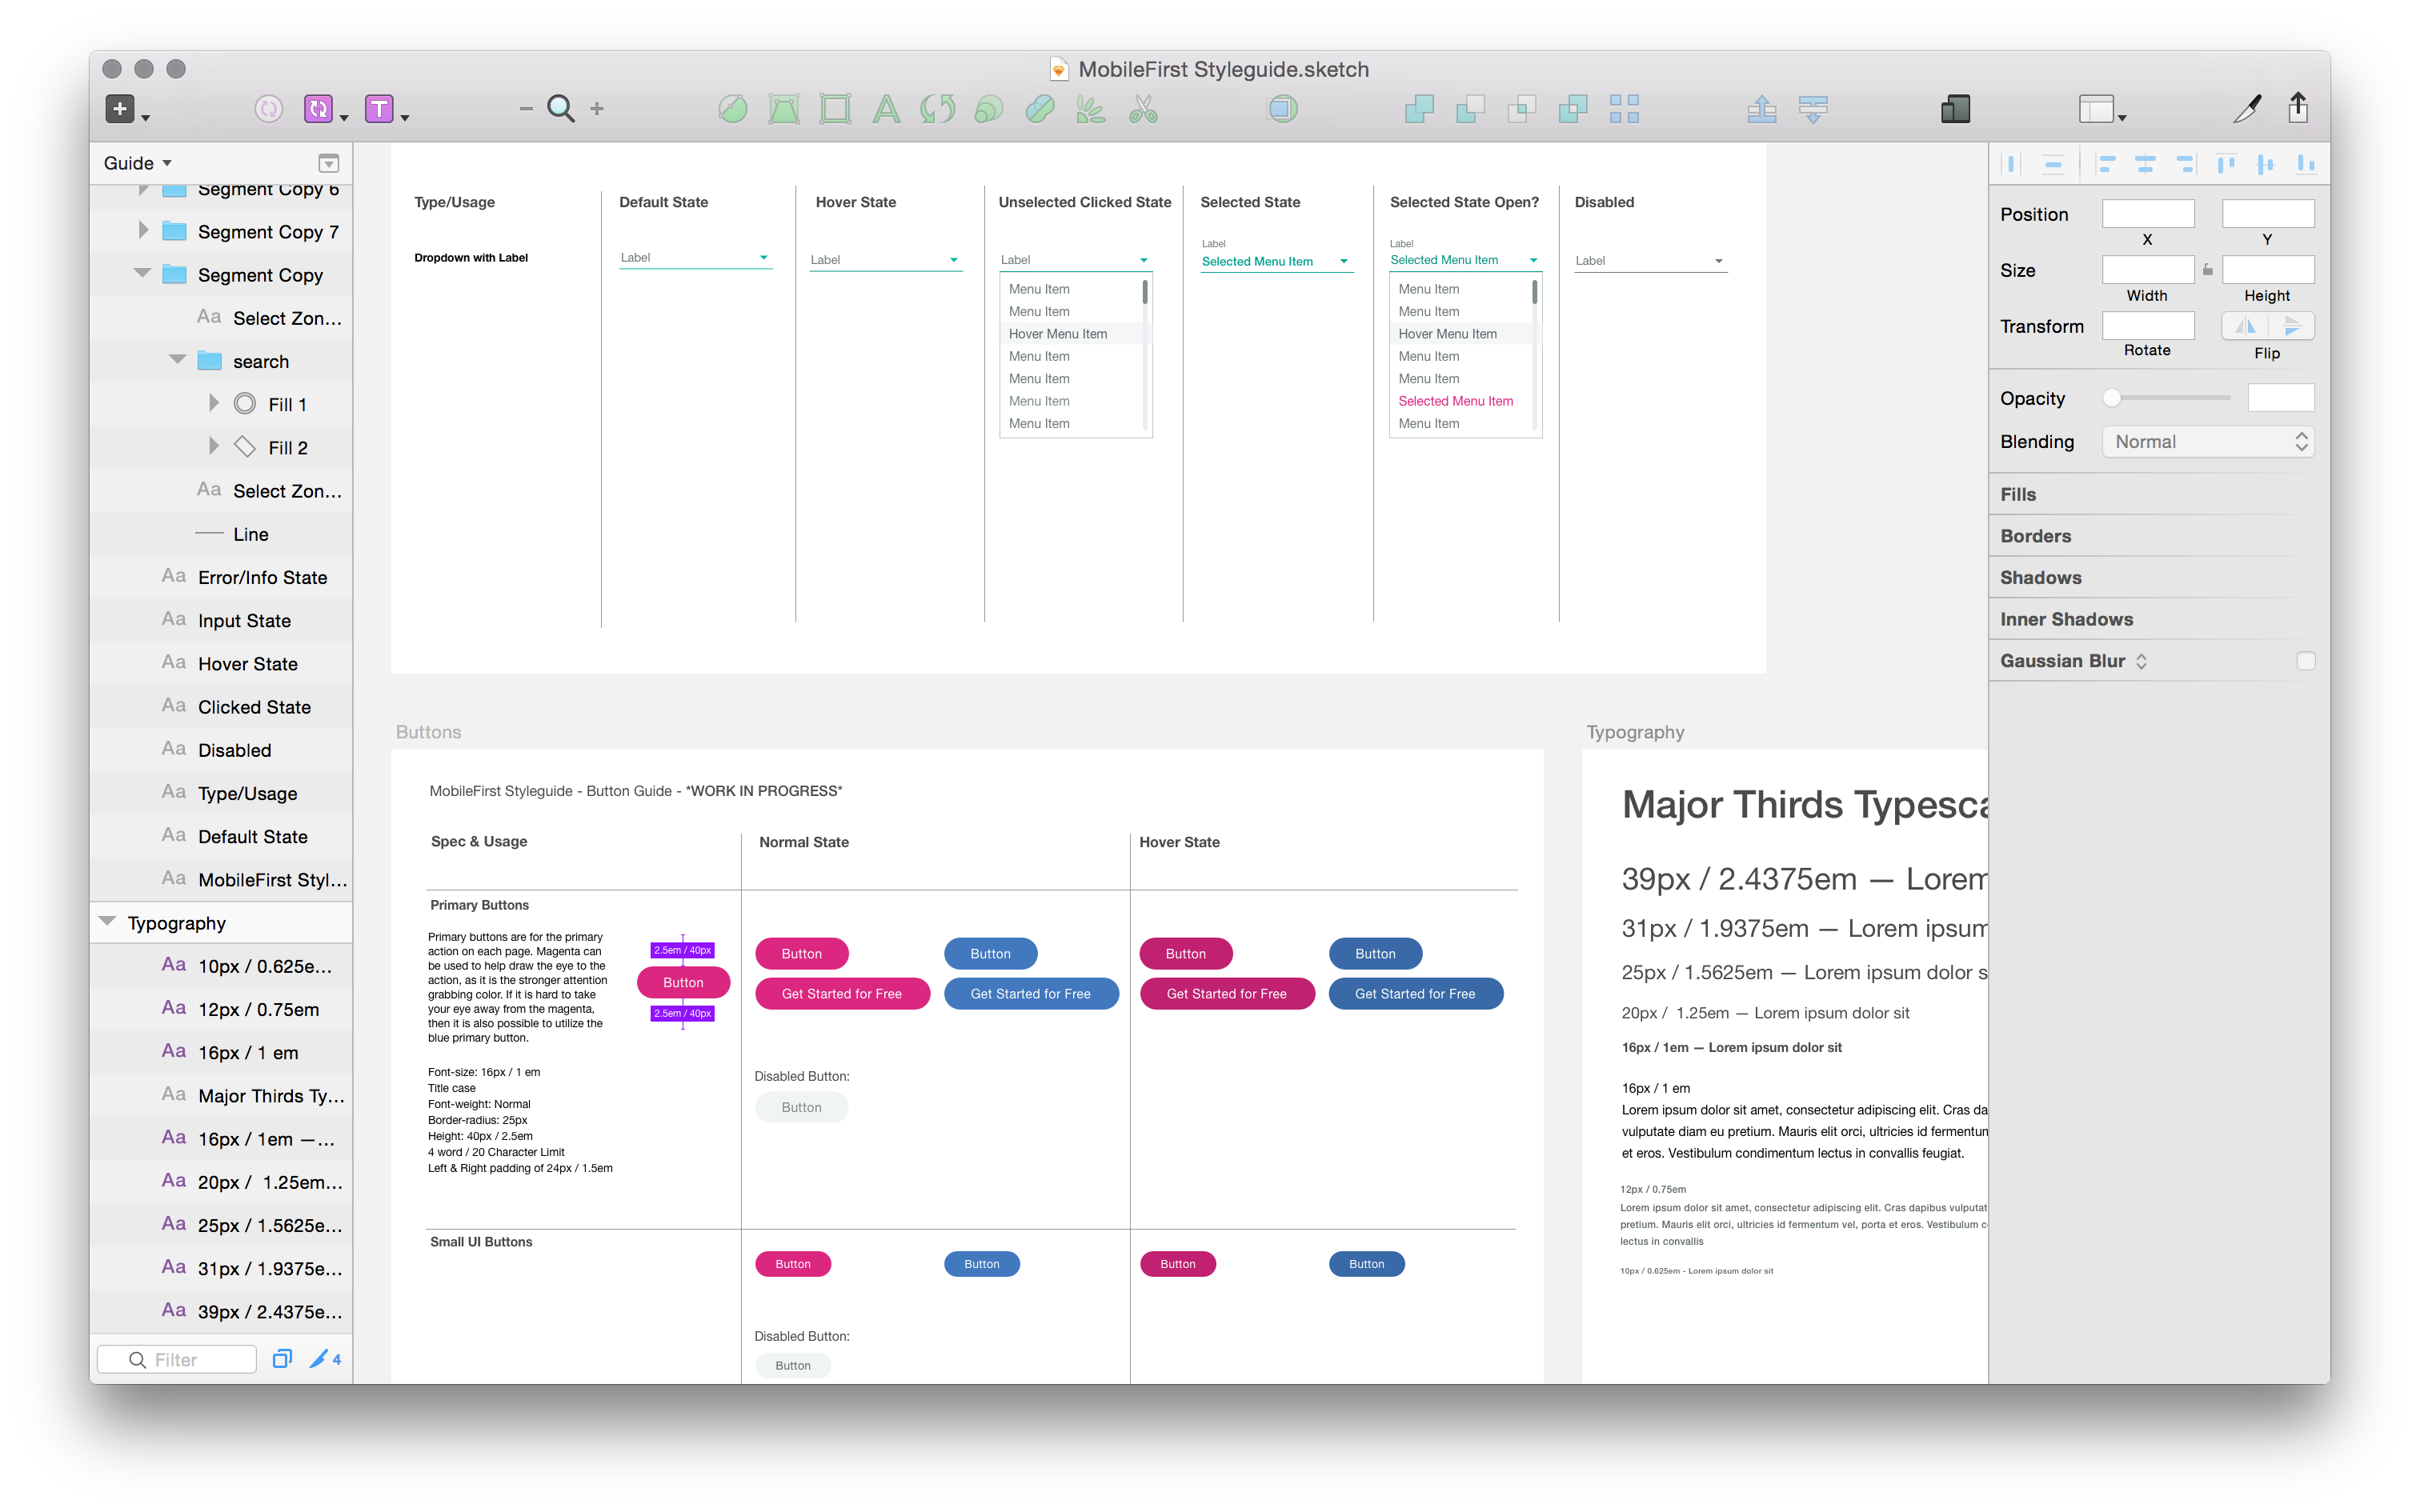 MobileFirst Styleguide.sketch
Guide
Segment Copy 6
Segment Copy 7
Segment Copy
Aa Select Zon...
search
Fill 1
Fill 2
Aa Select Zon...
Line
Aa Error/Info State
Aa Input State
Aa Hover State
Aa Clicked State
Aa Disabled
Aa Type/Usage
Aa Default State
Aa MobileFirst Styl...
Typography
Aa 10px / 0.625e...
Aa 12px / 0.75em
Aa 16px / 1 em
Aa Major Thirds Ty...
Aa 16px / 1em —...
Aa 20px /  1.25em...
Aa 25px / 1.5625e...
Aa 31px / 1.9375e...
Aa 39px / 2.4375e...
Filter
4
Type/Usage
Default State
Hover State
Unselected Clicked State
Selected State
Selected State Open?
Disabled
Dropdown with Label
Label
Label
Label
Menu Item
Menu Item
Hover Menu Item
Menu Item
Menu Item
Menu Item
Menu Item
Label
Selected Menu Item
Label
Selected Menu Item
Menu Item
Menu Item
Hover Menu Item
Menu Item
Menu Item
Selected Menu Item
Menu Item
Label
Buttons
MobileFirst Styleguide - Button Guide - *WORK IN PROGRESS*
Spec & Usage
Normal State
Hover State
Primary Buttons
Primary buttons are for the primary
action on each page. Magenta can
be used to help draw the eye to the
action, as it is the stronger attention
grabbing color. If it is hard to take
your eye away from the magenta,
then it is also possible to utilize the
blue primary button.
Font-size: 16px / 1 em
Title case
Font-weight: Normal
Border-radius: 25px
Height: 40px / 2.5em
4 word / 20 Character Limit
Left & Right padding of 24px / 1.5em
2.5em / 40px
Button
2.5em / 40px
Button
Button
Get Started for Free
Get Started for Free
Disabled Button:
Button
Button
Button
Get Started for Free
Get Started for Free
Small UI Buttons
Button
Button
Button
Button
Disabled Button:
Button
Typography
Major Thirds Typesca
39px / 2.4375em — Lorem
31px / 1.9375em — Lorem ipsum
25px / 1.5625em — Lorem ipsum dolor s
20px /  1.25em — Lorem ipsum dolor sit
16px / 1em — Lorem ipsum dolor sit
16px / 1 em
Lorem ipsum dolor sit amet, consectetur adipiscing elit. Cras da
vulputate diam eu pretium. Mauris elit orci, ultricies id fermentun
et eros. Vestibulum condimentum lectus in convallis feugiat.
12px / 0.75em
Lorem ipsum dolor sit amet, consectetur adipiscing elit. Cras dapibus vulputat
pretium. Mauris elit orci, ultricies id fermentum vel, porta et eros. Vestibulum c
lectus in convallis
10px / 0.625em - Lorem ipsum dolor sit
Position
X
Y
Size
Width
Height
Transform
Rotate
Flip
Opacity
Blending
Normal
Fills
Borders
Shadows
Inner Shadows
Gaussian Blur